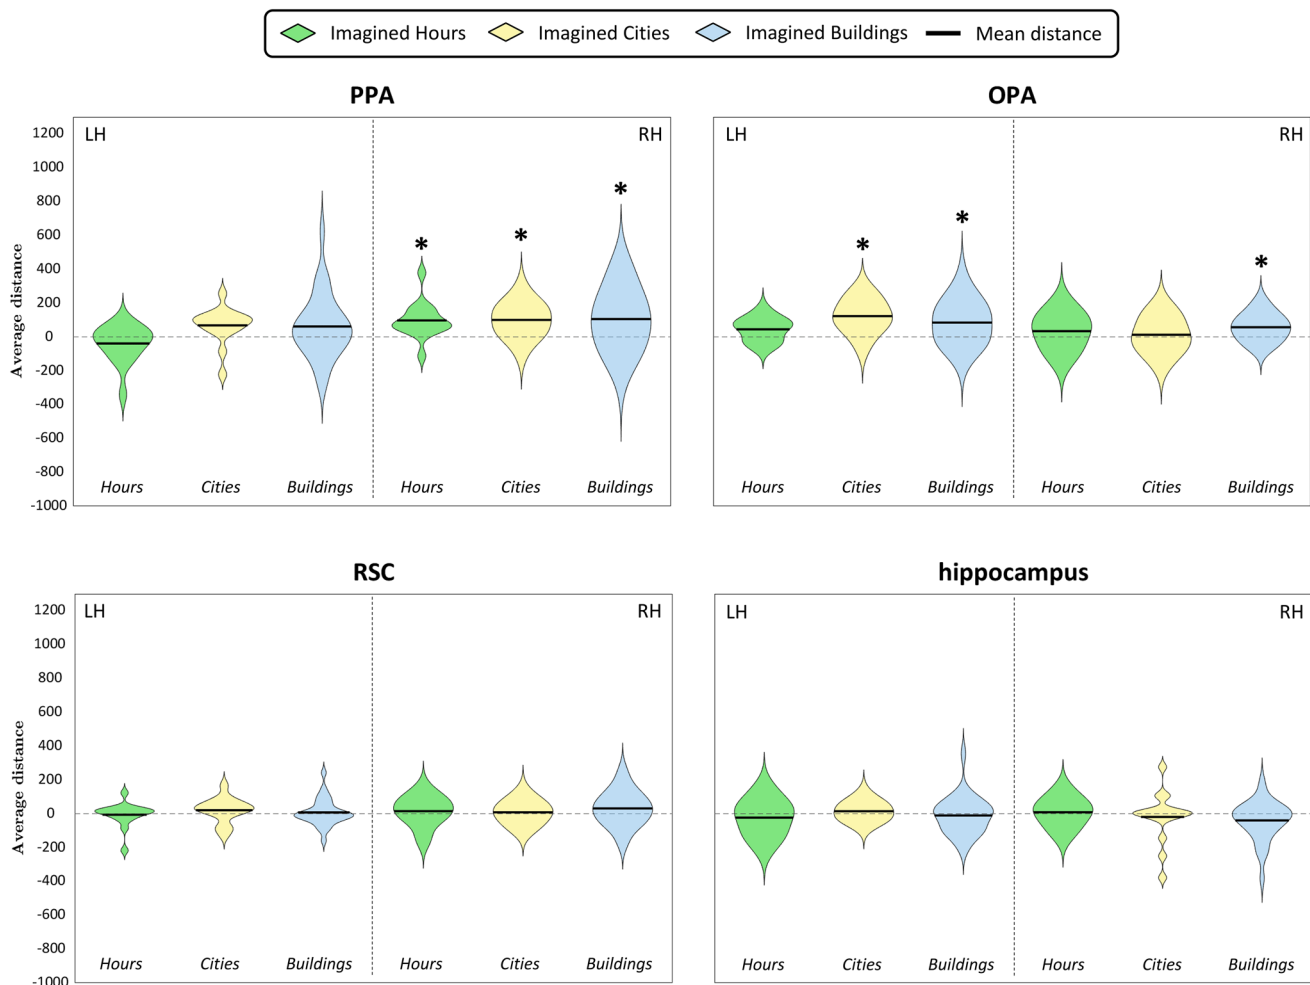 Imagined Hours Imagined Cities Imagined Buildings Mean distance
PPA
LH
RH
1200
1000
800
600
400
200
0
-200
-400
-600
-800
-1000
Average distance
*
*
*
Hours Cities Buildings Hours Cities Buildings
OPA
LH
RH
*
*
*
Hours Cities Buildings Hours Cities Buildings
RSC
LH
RH
1200
1000
800
600
400
200
0
-200
-400
-600
-800
-1000
Average distance
Hours Cities Buildings Hours Cities Buildings
hippocampus
LH
RH
Hours Cities Buildings Hours Cities Buildings